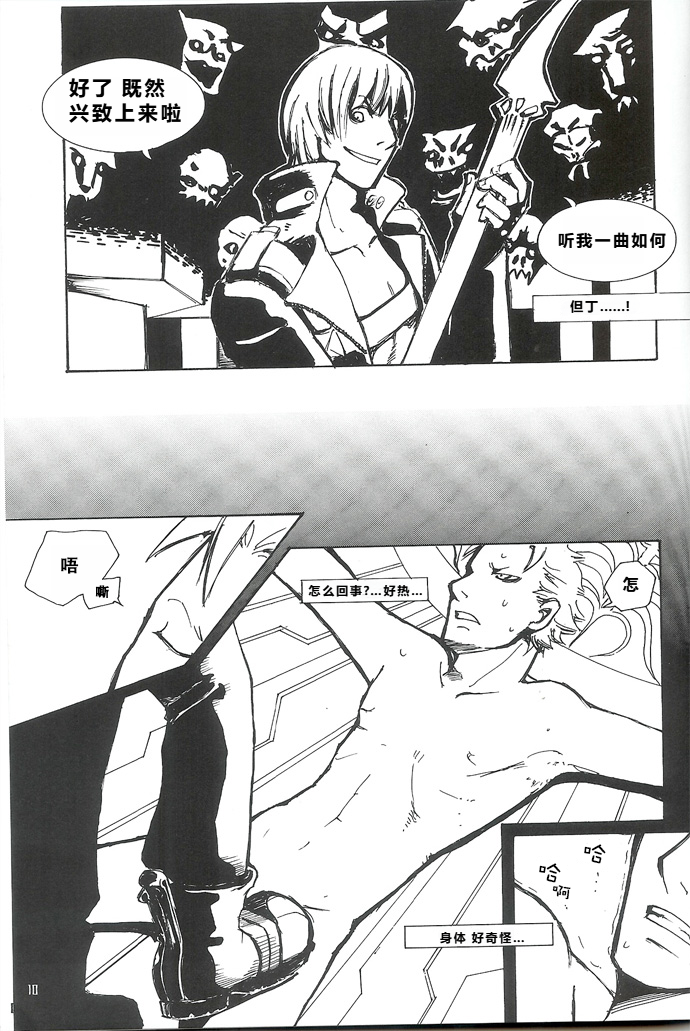 好了 既然
兴致上来啦
听我一曲如何
但丁......!
唔
嘶
怎么回事?...好热...
怎
哈
哈
啊
身体 好奇怪...
10